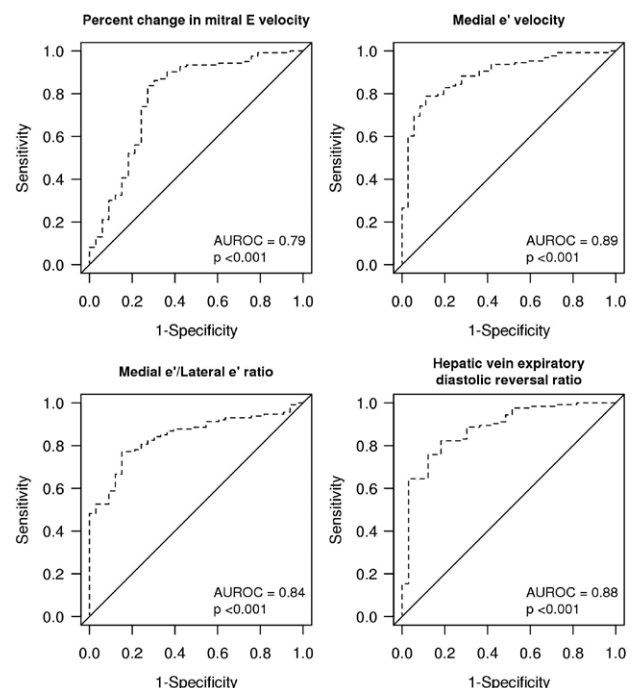 Percent change in mitral E velocity
1.0
0.8
0.6
0.4
0.2
0.0
Sensitivity
AUROC = 0.79
p <0.001
0.0 0.2 0.4 0.6 0.8 1.0
1-Specificity
Medial e' velocity
1.0
0.8
0.6
0.4
0.2
0.0
Sensitivity
AUROC = 0.89
p <0.001
0.0 0.2 0.4 0.6 0.8 1.0
1-Specificity
Medial e'/Lateral e' ratio
1.0
0.8
0.6
0.4
0.2
0.0
Sensitivity
AUROC = 0.84
p <0.001
0.0 0.2 0.4 0.6 0.8 1.0
1-Specificity
Hepatic vein expiratory
diastolic reversal ratio
1.0
0.8
0.6
0.4
0.2
0.0
Sensitivity
AUROC = 0.88
p <0.001
0.0 0.2 0.4 0.6 0.8 1.0
1-Specificity